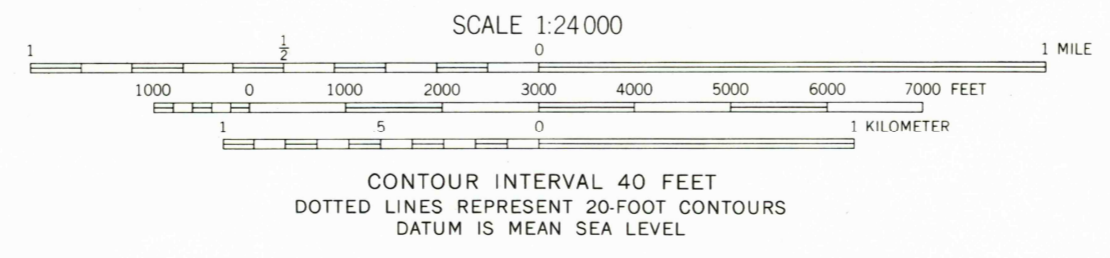 SCALE 1:24 000
1 ½ 0 1 MILE
1000 0 1000 2000 3000 4000 5000 6000 7000 FEET
1 .5 0 1 KILOMETER
CONTOUR INTERVAL 40 FEET
DOTTED LINES REPRESENT 20-FOOT CONTOURS
DATUM IS MEAN SEA LEVEL